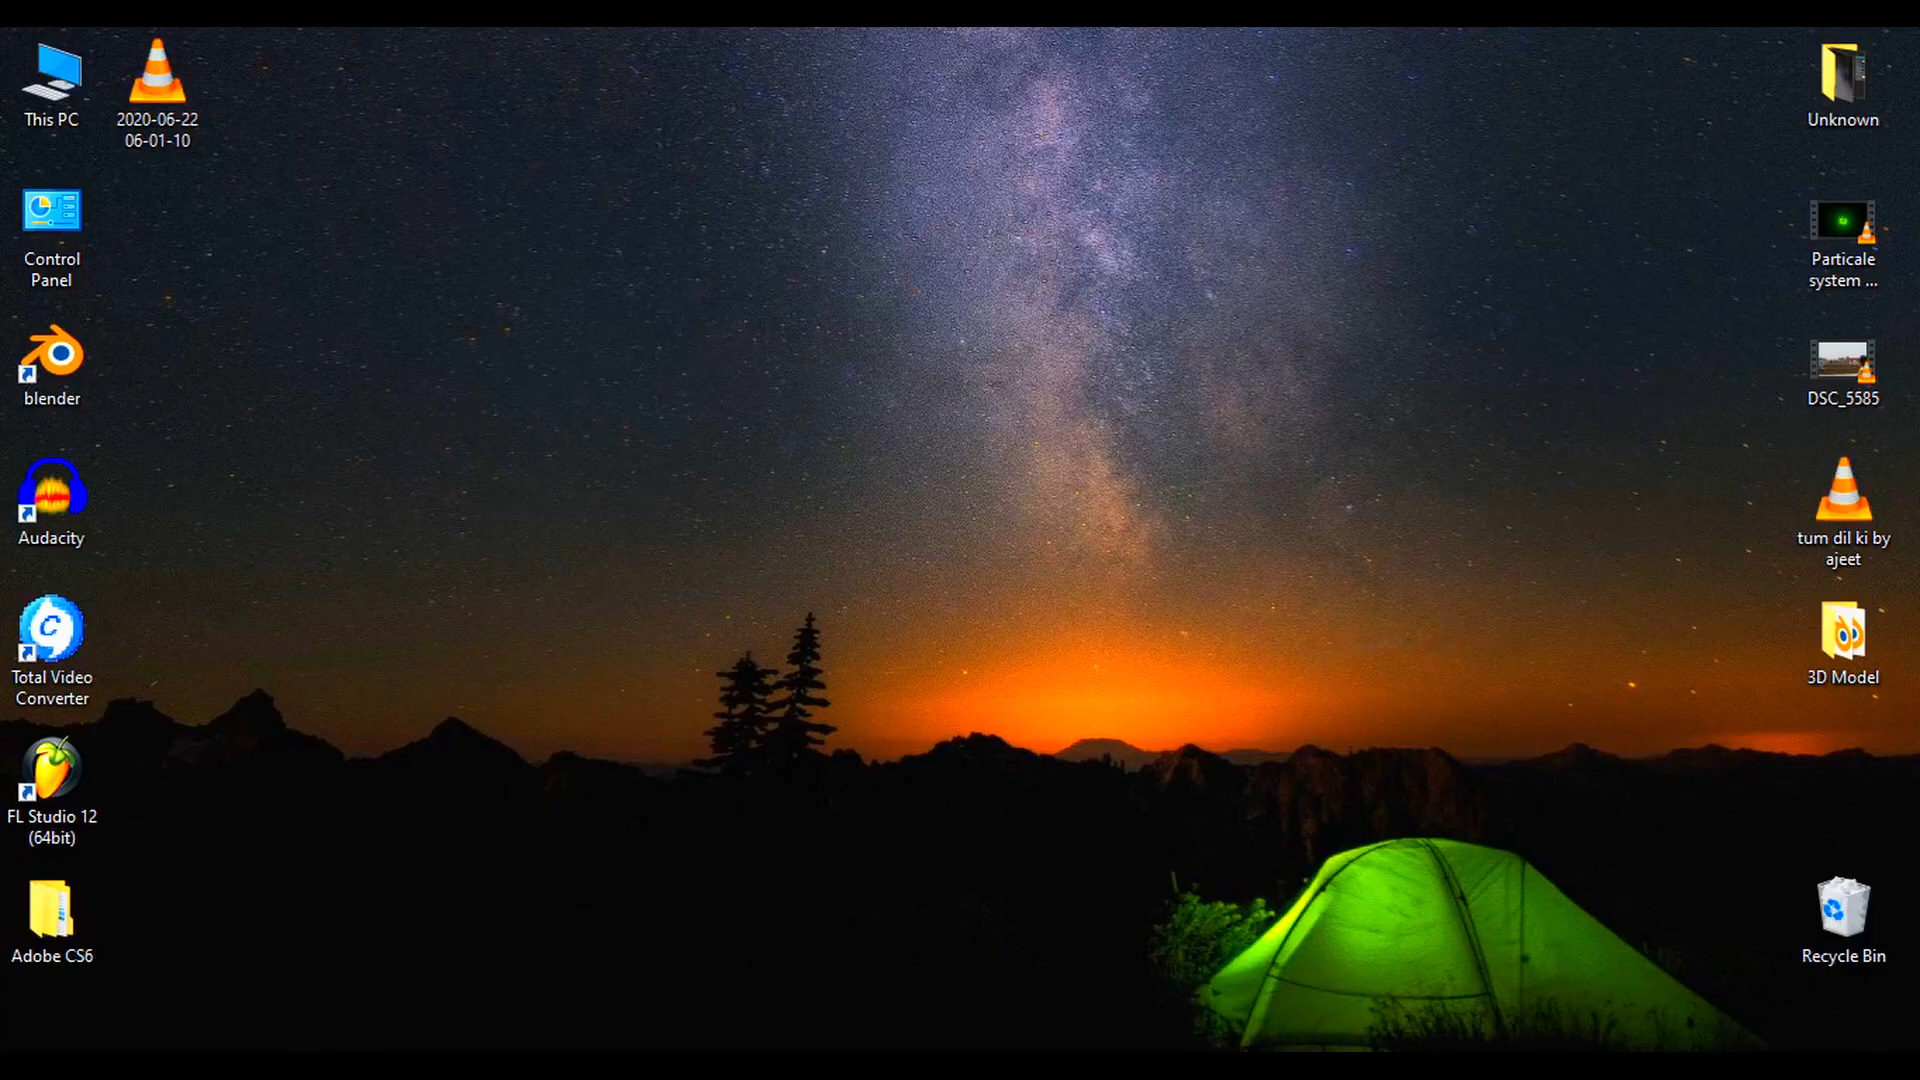 This PC
2020-06-22
06-01-10
Control
Panel
blender
Audacity
Total Video
Converter
FL Studio 12
(64bit)
Adobe CS6
Unknown
Particale
system ...
DSC_5585
tum dil ki by
ajeet
3D Model
Recycle Bin